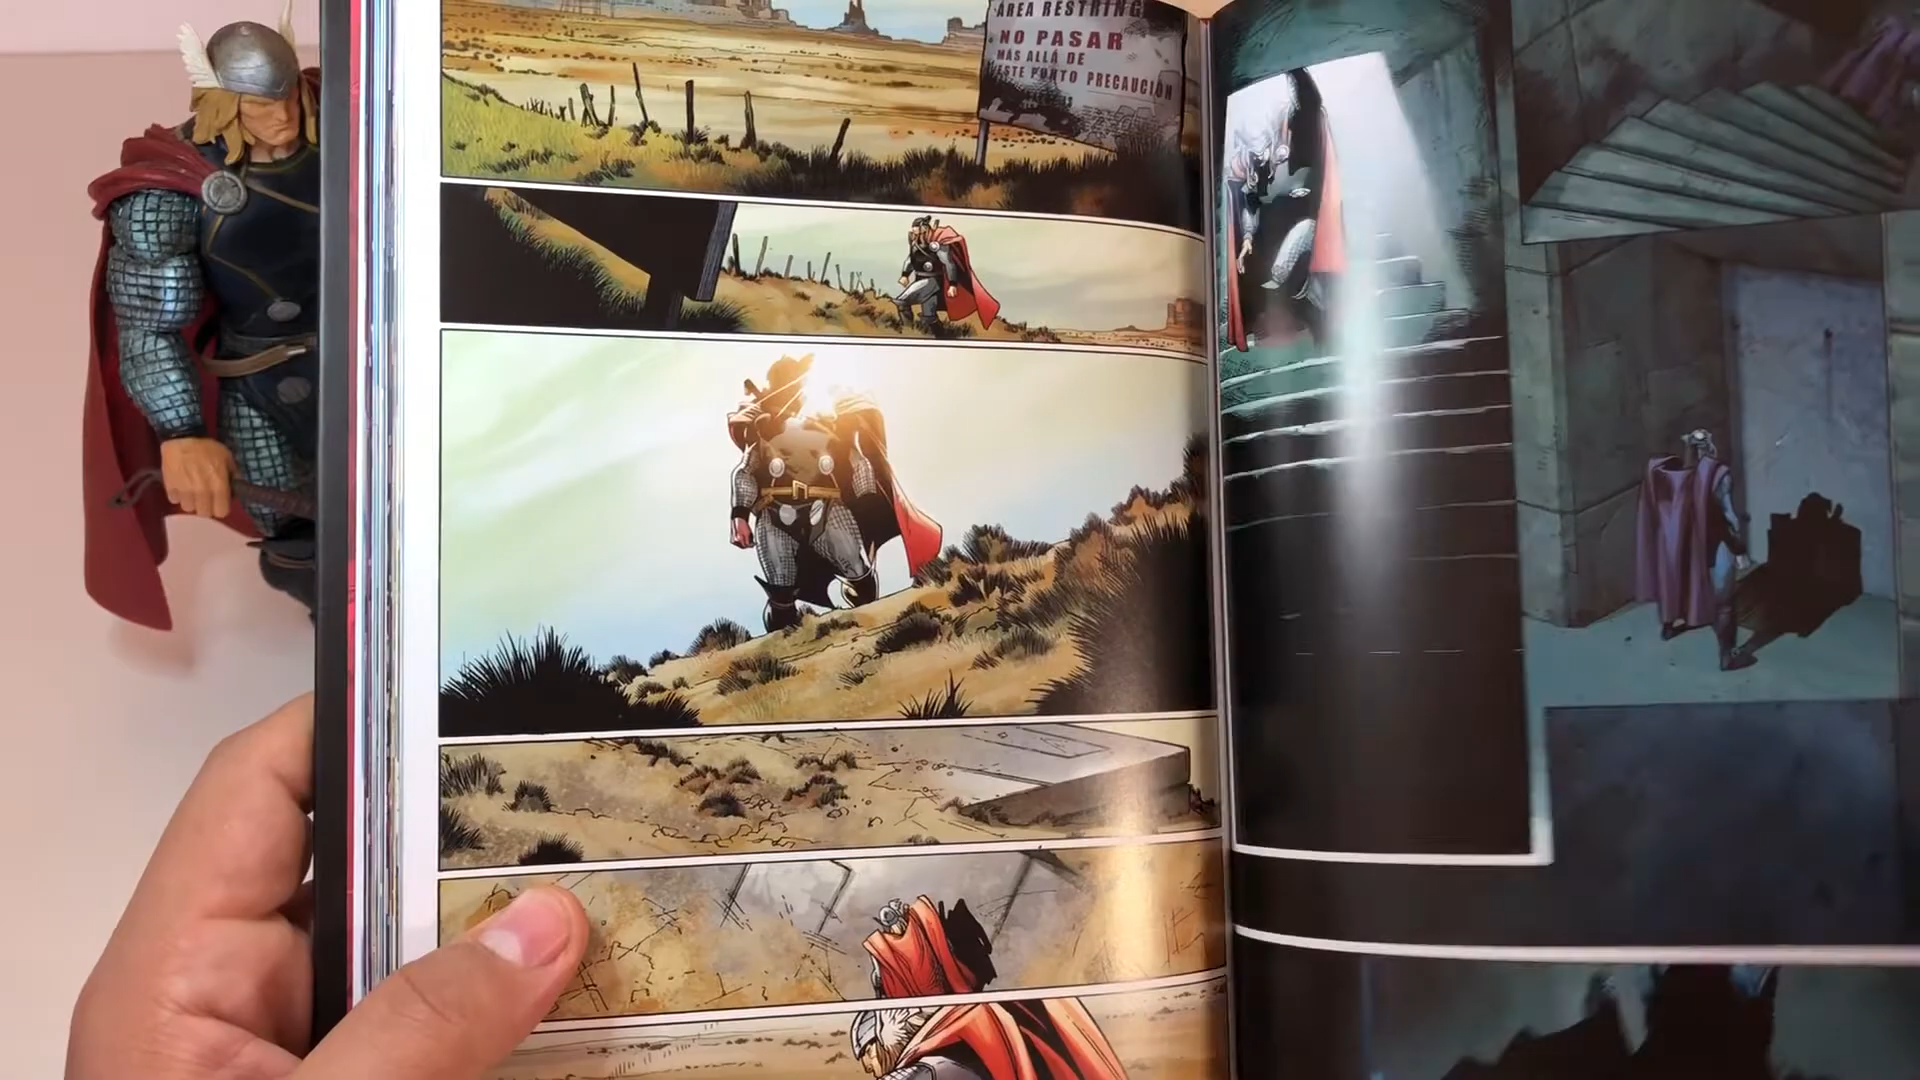 AREA RESTRING
NO PASAR
MÁS ALLÁ DE
ESTE PUNTO PRECAUCIÓN